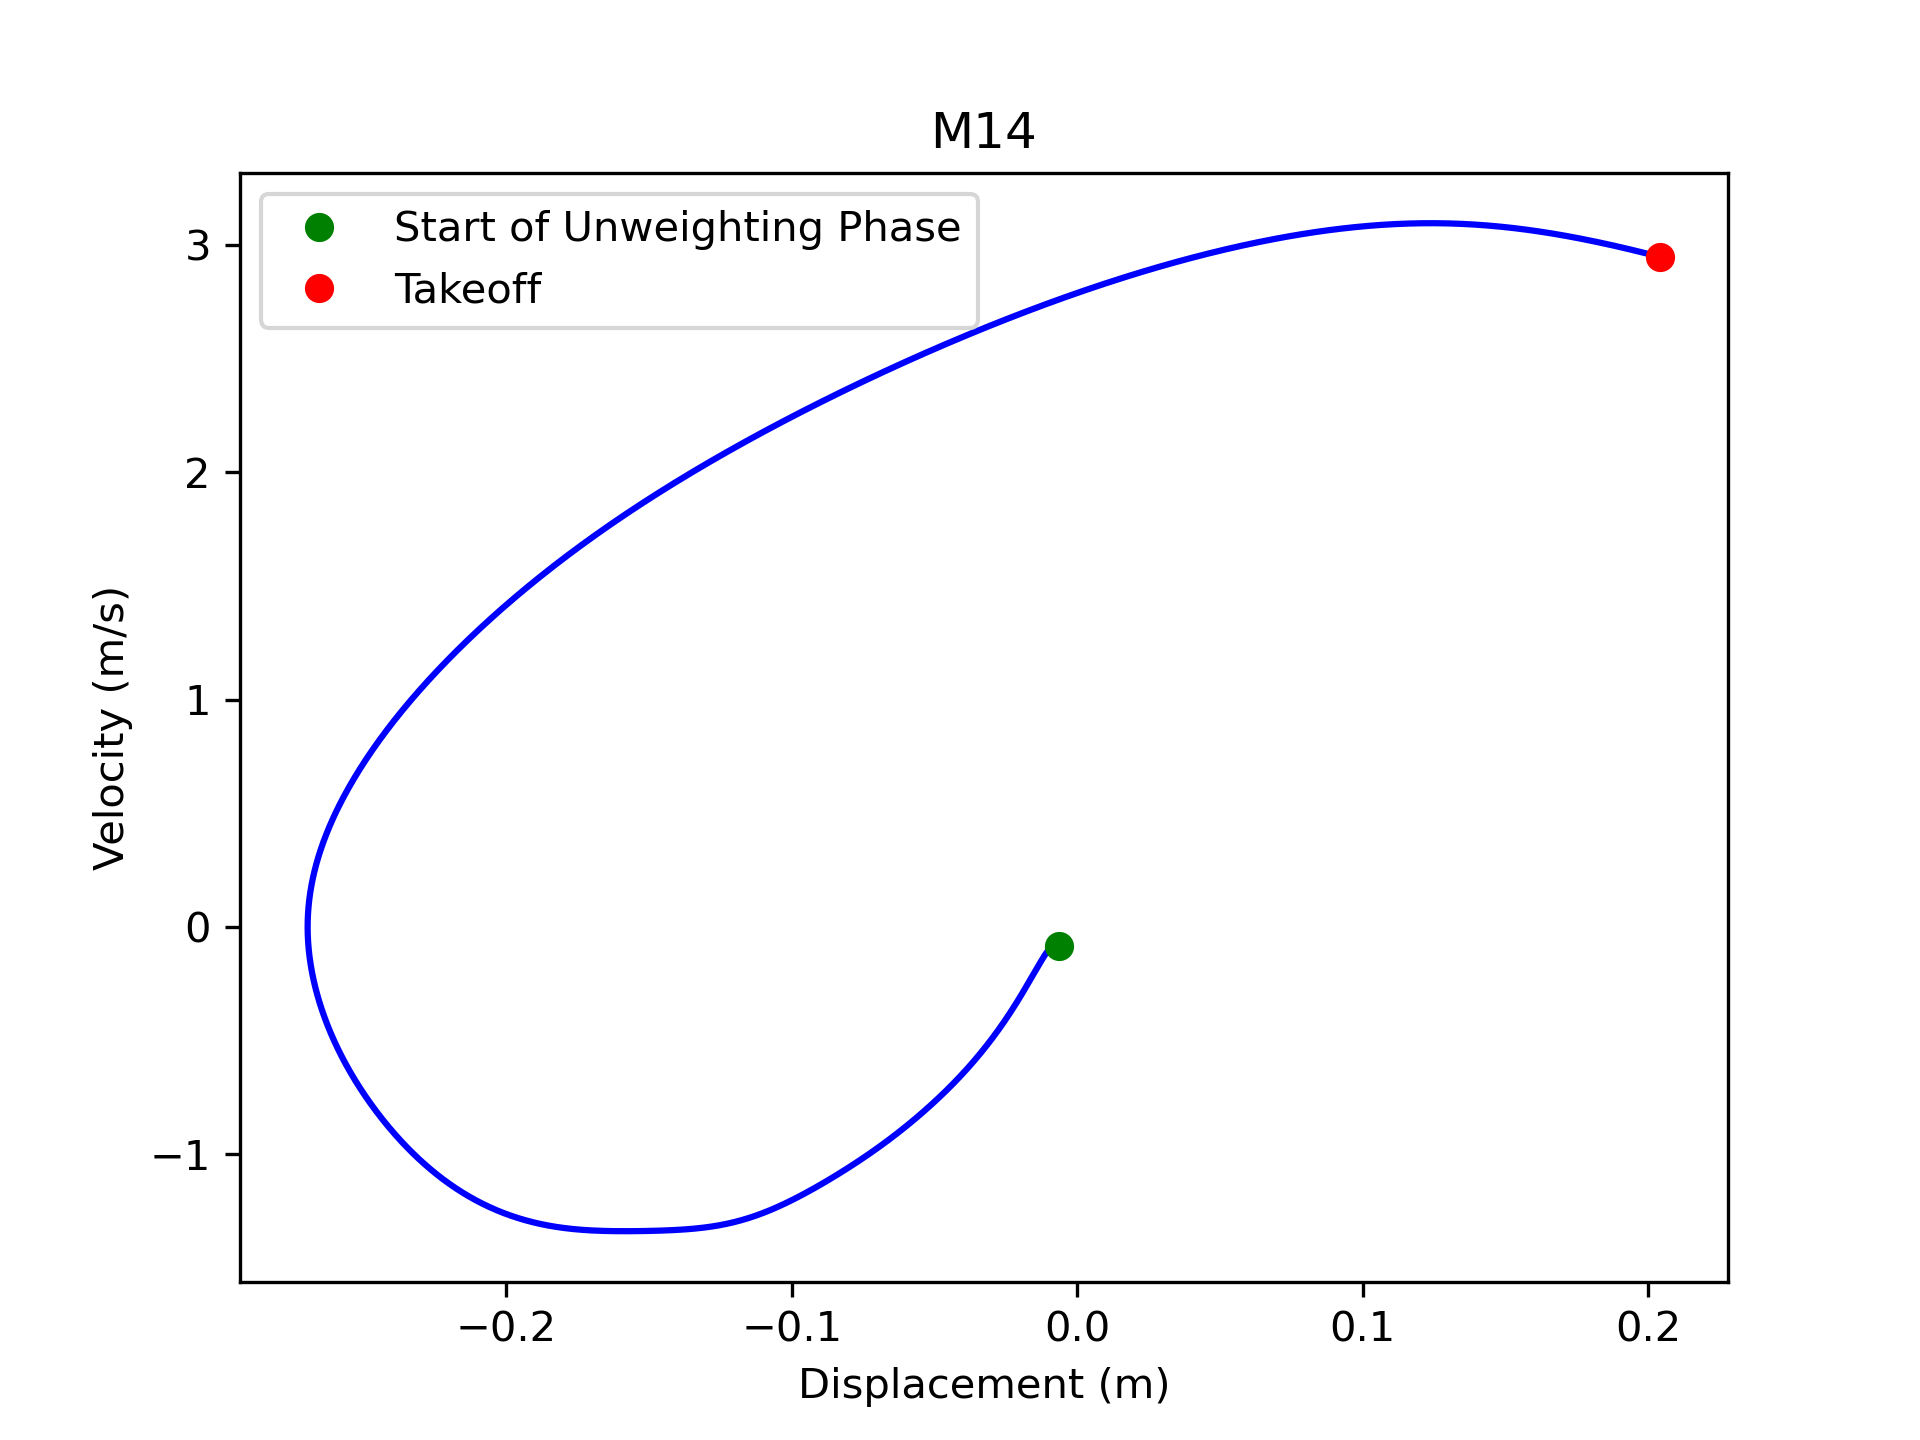 M14
Start of Unweighting Phase
Takeoff
3
2
1
0
−1
Velocity (m/s)
−0.2 −0.1 0.0 0.1 0.2
Displacement (m)